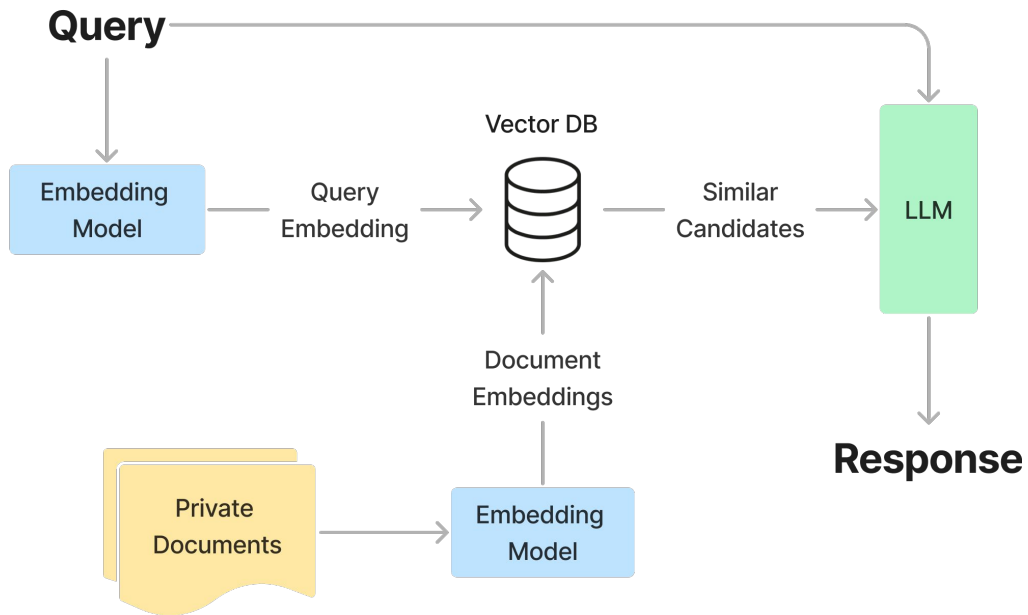 Query
Vector DB
Embedding
Model
Query
Embedding
Similar
Candidates
LLM
Document
Embeddings
Response
Private
Documents
Embedding
Model